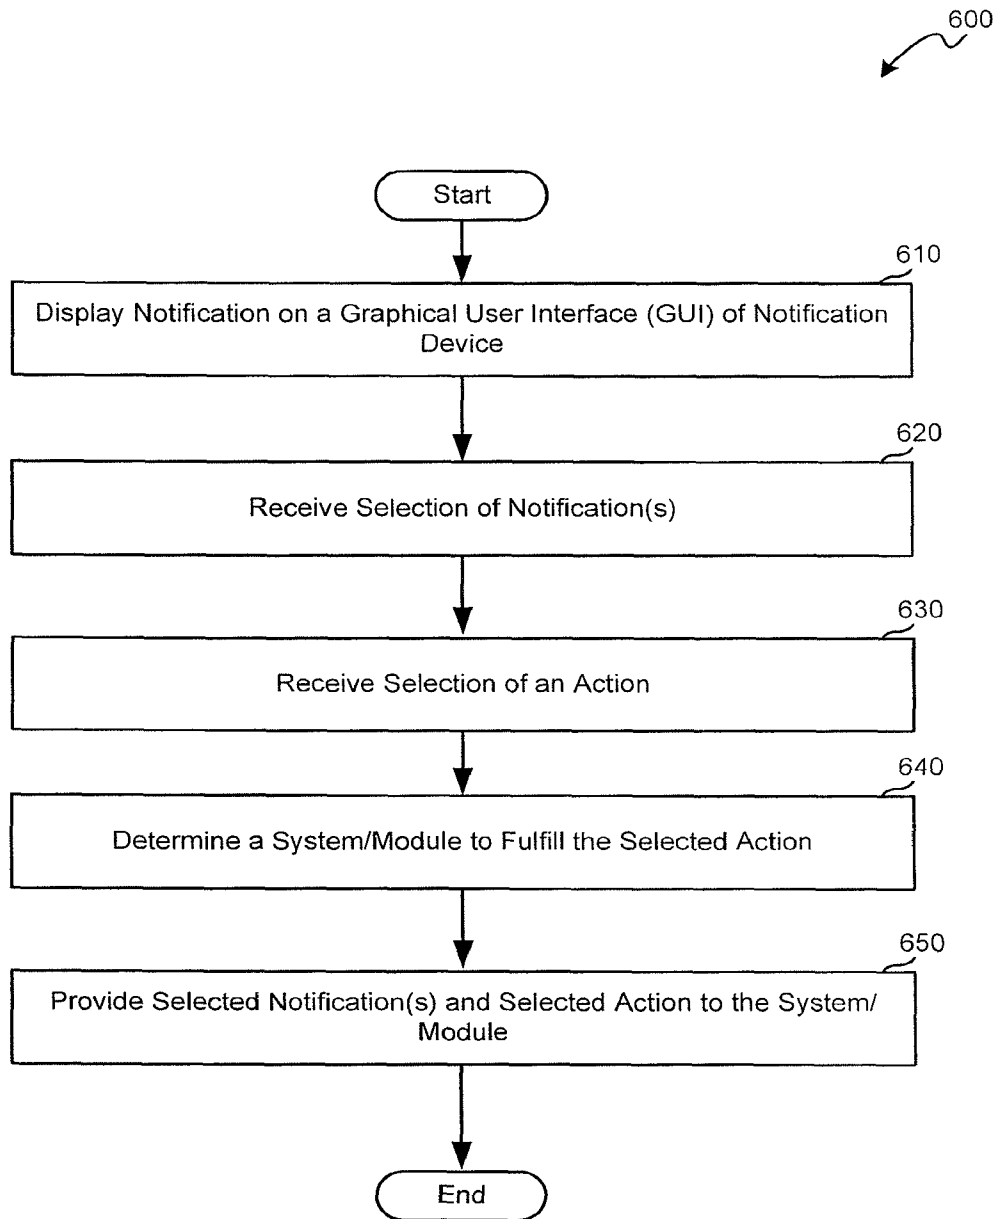 600
Start
610
Display Notification on a Graphical User Interface (GUI) of Notification
Device
620
Receive Selection of Notification(s)
630
Receive Selection of an Action
640
Determine a System/Module to Fulfill the Selected Action
650
Provide Selected Notification(s) and Selected Action to the System/
Module
End